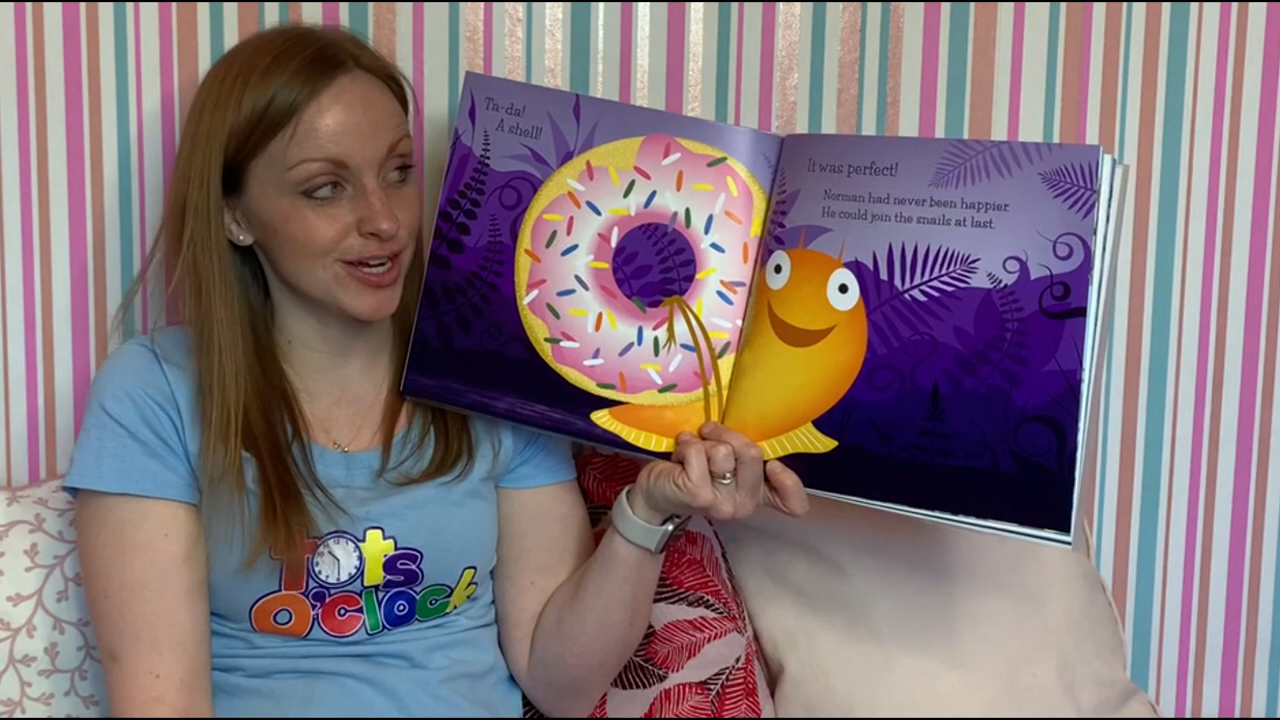 Ta-da!
A shell!
It was perfect!
Norman had never been happier.
He could join the snails at last.
tots
O'clock